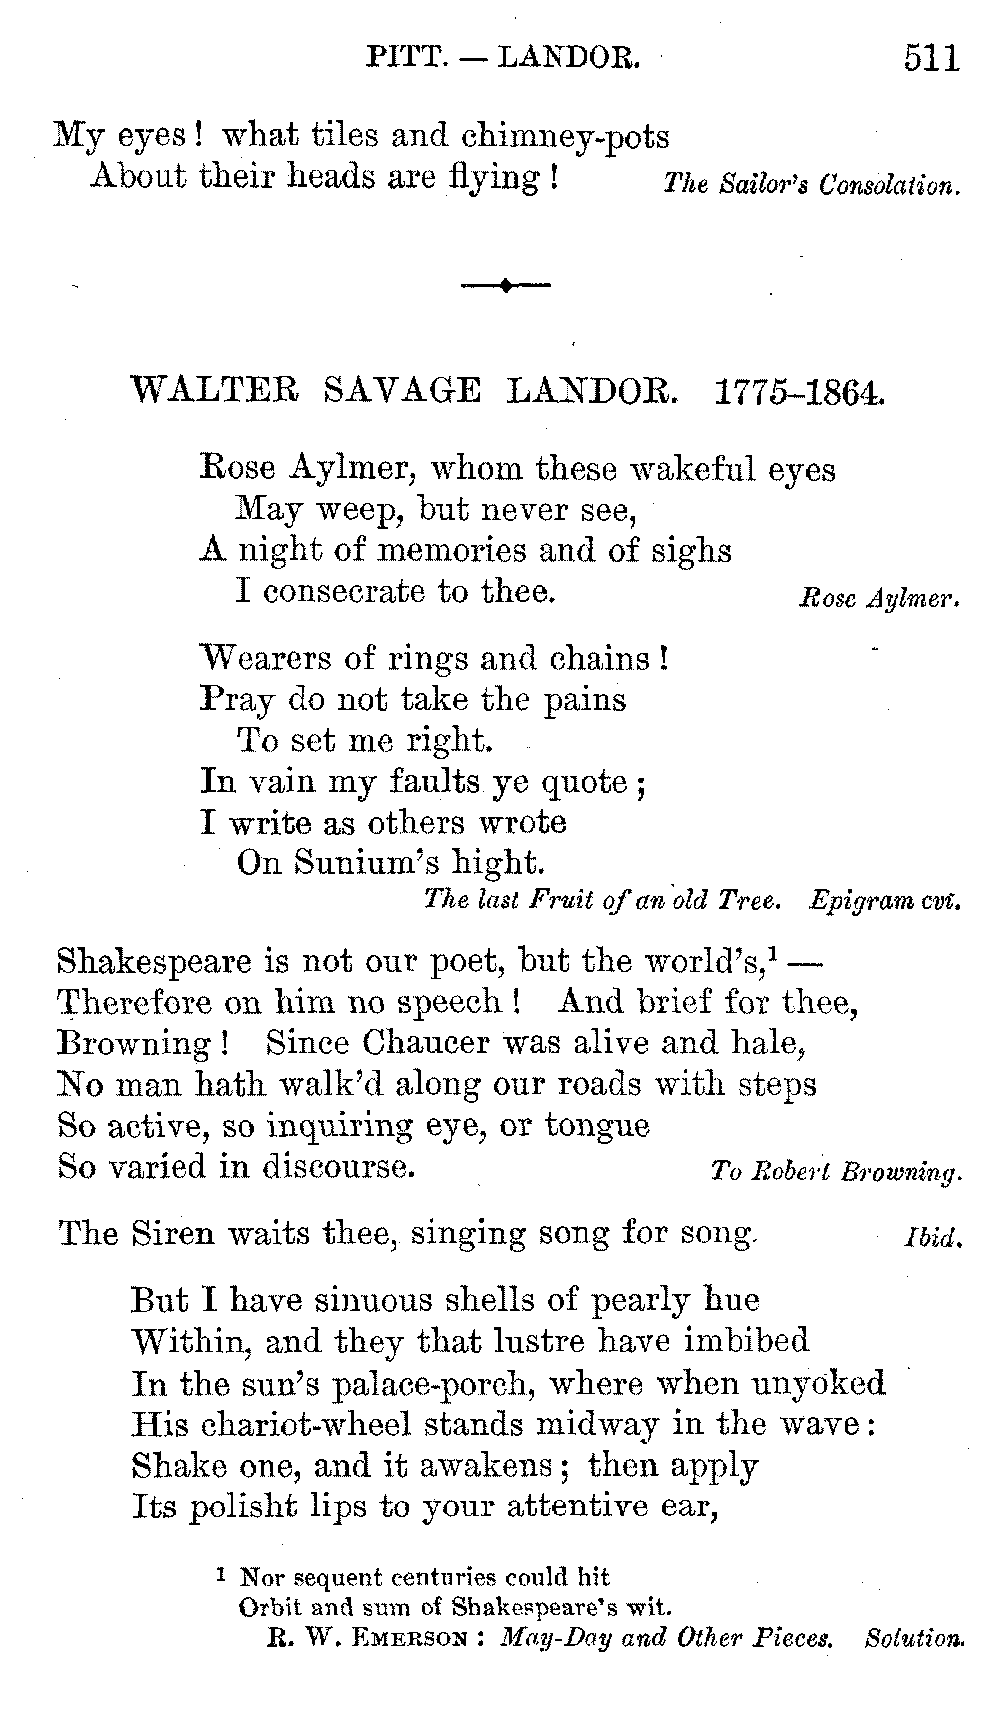 PITT. — LANDOR. 511
My eyes! what tiles and chimney-pots
About their heads are flying! The Sailor's Consolation.
WALTER SAVAGE LANDOR. 1775–1864.
Rose Aylmer, whom these wakeful eyes
May weep, but never see,
A night of memories and of sighs
I consecrate to thee. Rose Aylmer.
Wearers of rings and chains!
Pray do not take the pains
To set me right.
In vain my faults ye quote;
I write as others wrote
On Sunium's hight.
The last Fruit of an old Tree. Epigram cvi.
Shakespeare is not our poet, but the world's,¹ —
Therefore on him no speech! And brief for thee,
Browning! Since Chaucer was alive and hale,
No man hath walk'd along our roads with steps
So active, so inquiring eye, or tongue
So varied in discourse. To Robert Browning.
The Siren waits thee, singing song for song. Ibid.
But I have sinuous shells of pearly hue
Within, and they that lustre have imbibed
In the sun's palace-porch, where when unyoked
His chariot-wheel stands midway in the wave:
Shake one, and it awakens; then apply
Its polisht lips to your attentive ear,
¹ Nor sequent centuries could hit
Orbit and sum of Shakespeare's wit.
R. W. EMERSON: May-Day and Other Pieces. Solution.